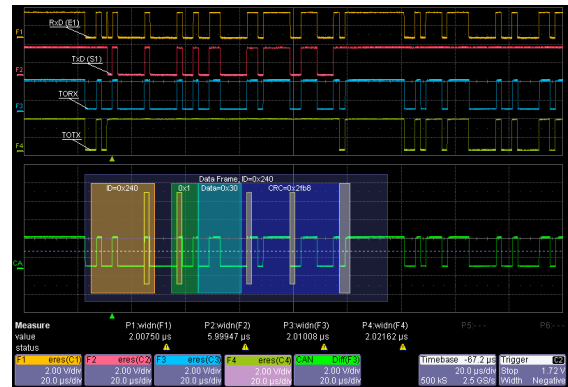 F1
RxD (E1)
F2
TxD (S1)
TORX
F3
TOTX
F4
Data Frame, ID=0x240
ID=0x240 0x1 Data=0x30 CRC=0x2fb8
CA
Measure P1:widn(F1) P2:widn(F2) P3:widn(F3) P4:widn(F4) P5:--- P6:---
value 2.00750 µs 5.99947 µs 2.01008 µs 2.02162 µs
status
F1 eres(C1) F2 eres(C2) F3 eres(C3) F4 eres(C4) CAN Diff(F3) Timebase -67.2 µs Trigger C2
2.00 V/div 2.00 V/div 2.00 V/div 2.00 V/div 2.00 V/div 20.0 µs/div Stop 1.72 V
20.0 µs/div 20.0 µs/div 20.0 µs/div 20.0 µs/div 20.0 µs/div 500 kS 2.5 GS/s Width Negative